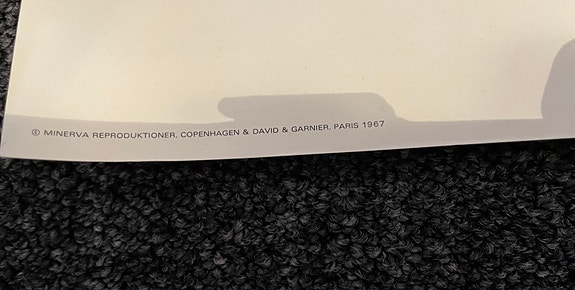 © MINERVA REPRODUKTIONER, COPENHAGEN & DAVID & GARNIER, PARIS 1967